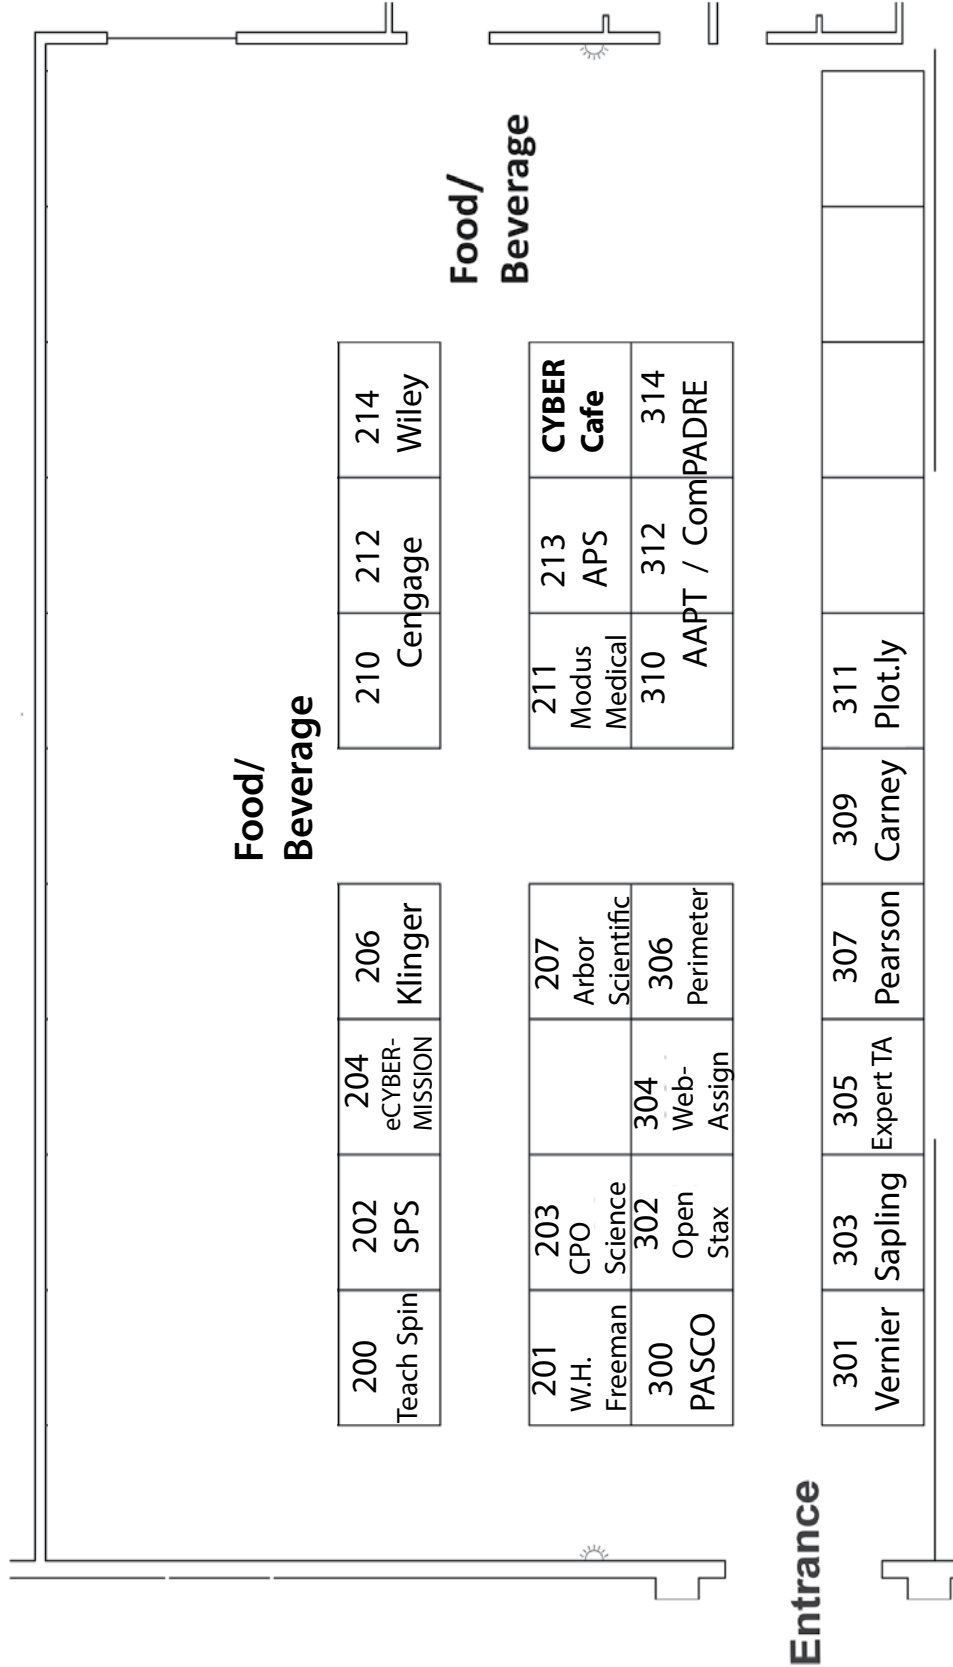 Food/
Beverage
Food/
Beverage
200
Teach Spin
202
SPS
204
eCYBER-
MISSION
206
Klinger
210
212
Cengage
214
Wiley
201
W.H.
Freeman
203
CPO
Science
207
Arbor
Scientific
211
Modus
Medical
213
APS
CYBER
Cafe
300
PASCO
302
Open
Stax
304
Web-
Assign
306
Perimeter
310
312
314
AAPT / ComPADRE
301
Vernier
303
Sapling
305
Expert TA
307
Pearson
309
Carney
311
Plot.ly
Entrance